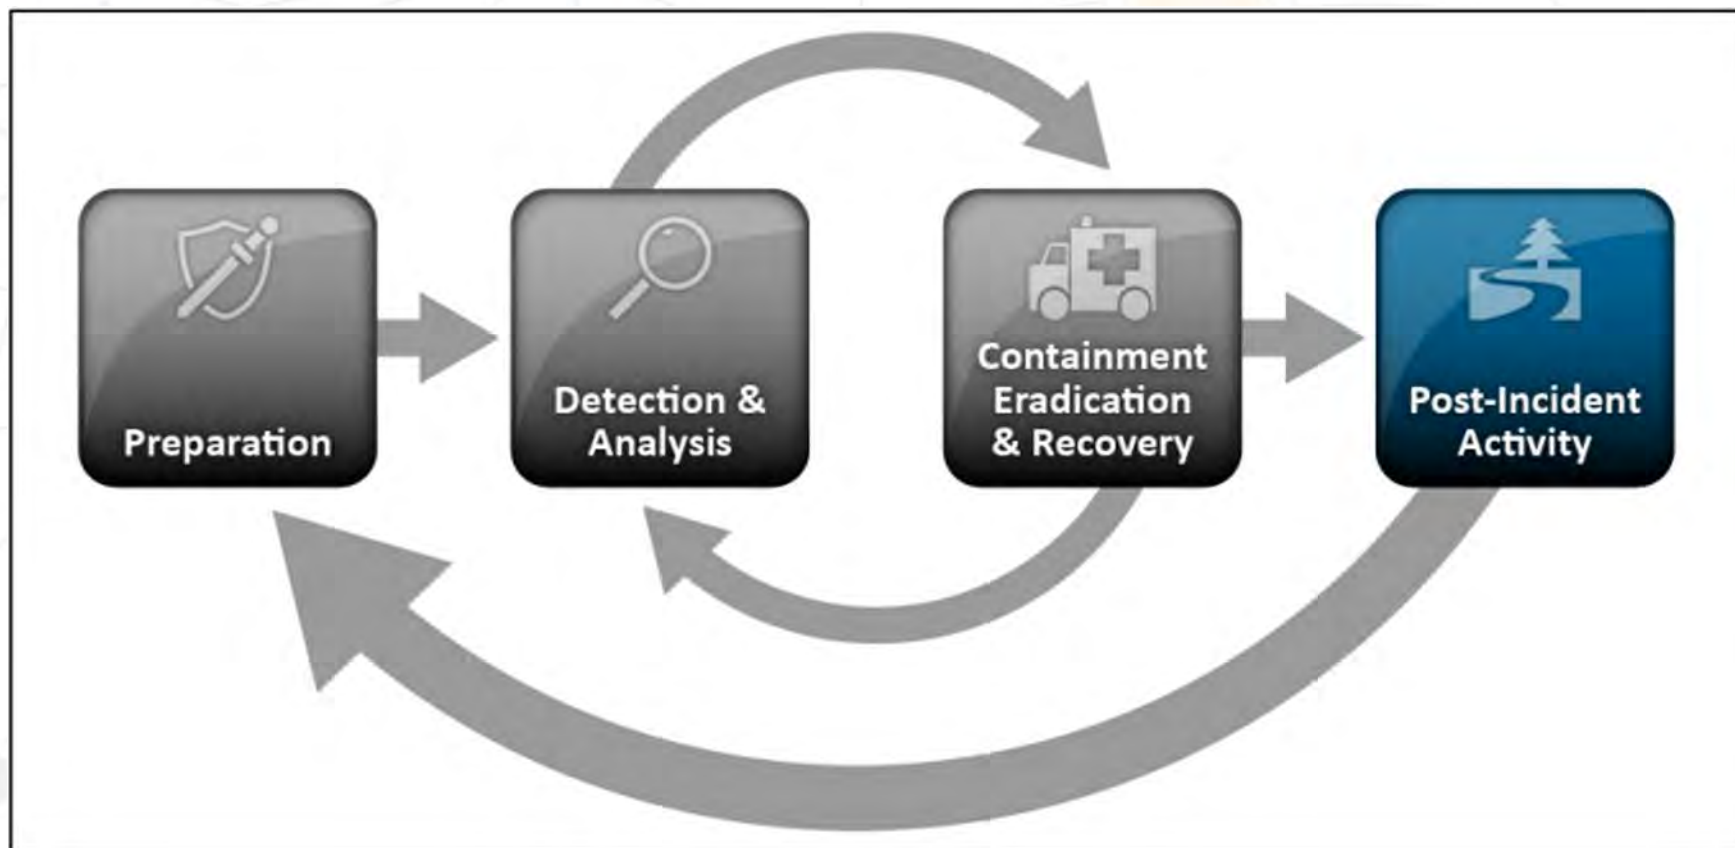 Preparation
Detection &
Analysis
Containment
Eradication
& Recovery
Post-Incident
Activity